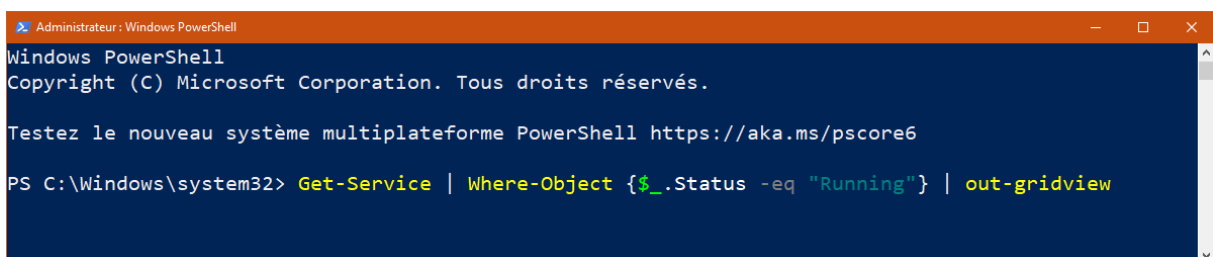 Administrateur : Windows PowerShell
Windows PowerShell
Copyright (C) Microsoft Corporation. Tous droits réservés.
Testez le nouveau système multiplateforme PowerShell https://aka.ms/pscore6
PS C:\Windows\system32> Get-Service | Where-Object {$_.Status -eq "Running"} | out-gridview